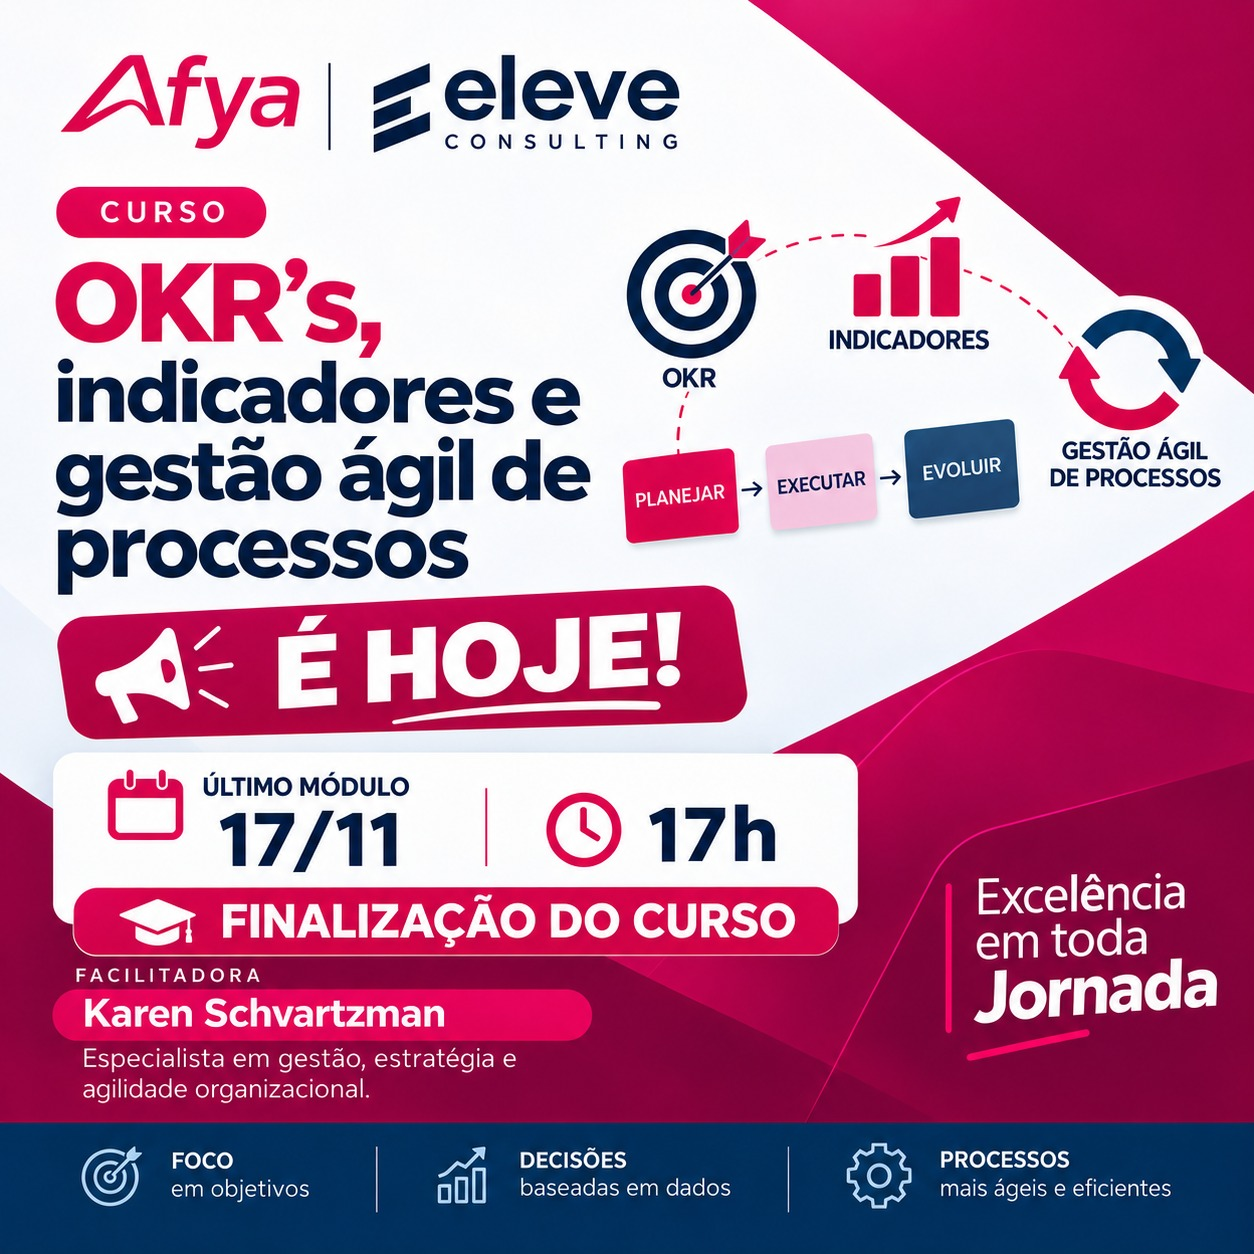 Afya
eleve
CONSULTING
CURSO
OKR's,
indicadores e
gestão ágil de
processos
OKR
INDICADORES
GESTÃO ÁGIL
DE PROCESSOS
PLANEJAR
EXECUTAR
EVOLUIR
É HOJE!
ÚLTIMO MÓDULO
17/11
17h
FINALIZAÇÃO DO CURSO
FACILITADORA
Karen Schvartzman
Especialista em gestão, estratégia e
agilidade organizacional.
Excelência
em toda
Jornada
FOCO
em objetivos
DECISÕES
baseadas em dados
PROCESSOS
mais ágeis e eficientes